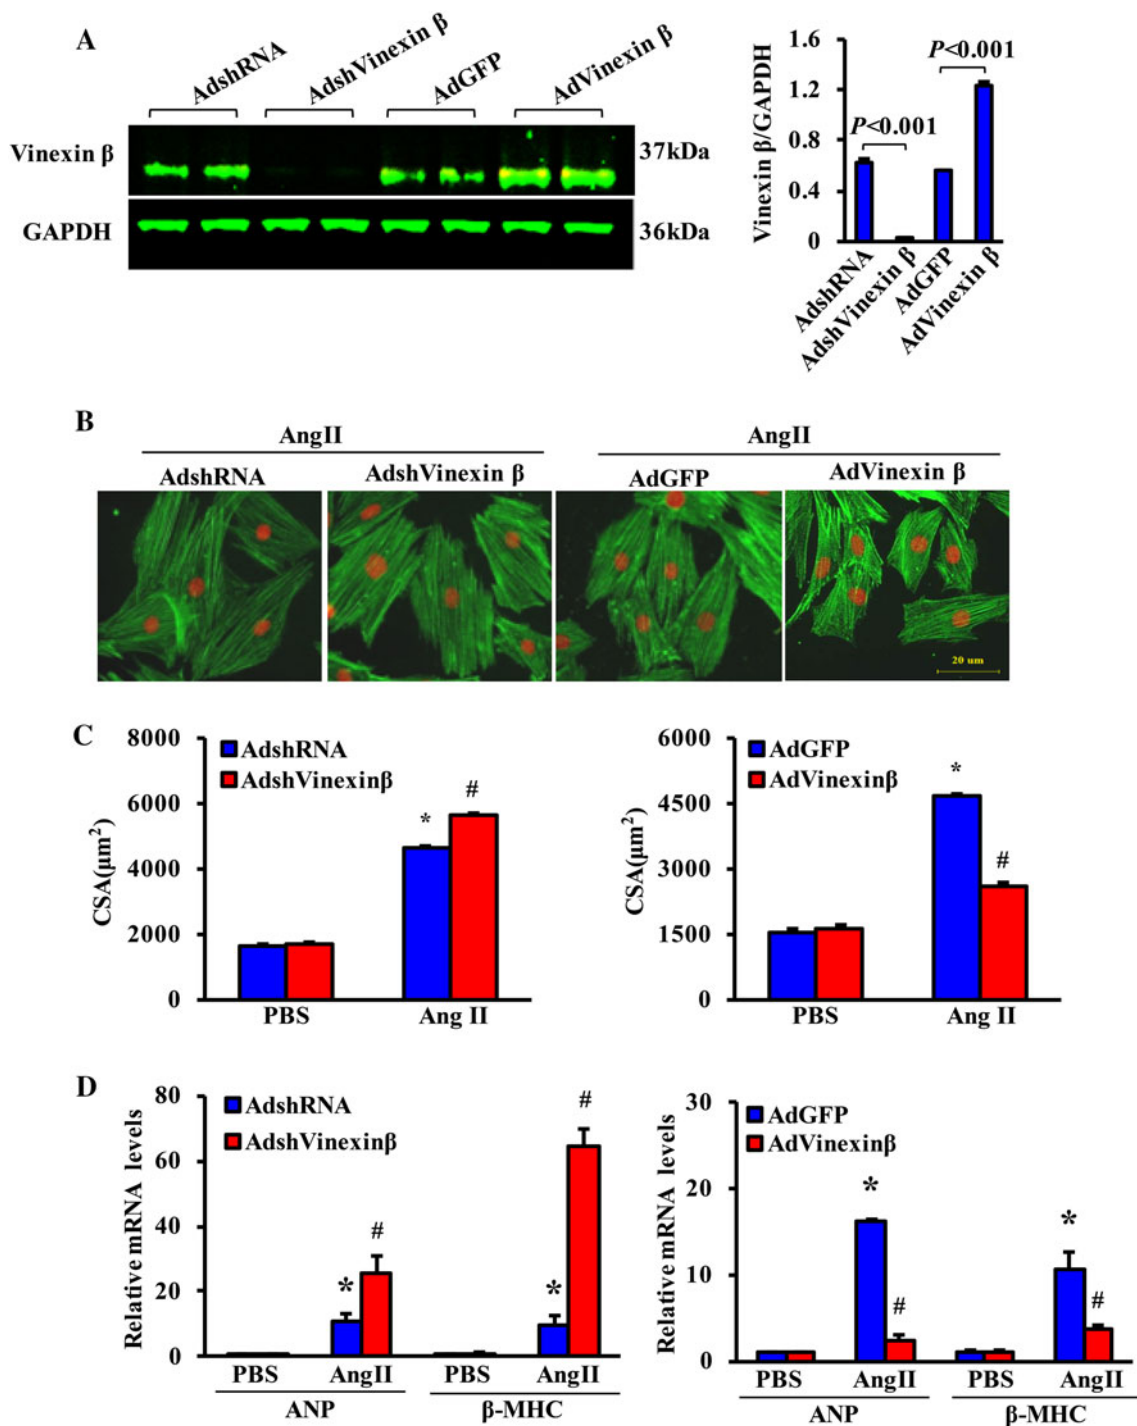 A
AdshRNA
AdshVinexin β
AdGFP
AdVinexin β
Vinexin β
37kDa
GAPDH
36kDa
Vinexin β/GAPDH
1.6
1.2
0.8
0.4
0
P<0.001
P<0.001
AdshRNA
AdshVinexin β
AdGFP
AdVinexin β
B
AngII
AngII
AdshRNA
AdshVinexin β
AdGFP
AdVinexin β
20 um
C
CSA(μm²)
8000
6000
4000
2000
0
AdshRNA
AdshVinexinβ
*
#
PBS
Ang II
CSA(μm²)
6000
4500
3000
1500
0
AdGFP
AdVinexinβ
*
#
PBS
Ang II
D
Relative mRNA levels
80
60
40
20
0
AdshRNA
AdshVinexinβ
*
#
*
#
PBS
AngII
PBS
AngII
ANP
β-MHC
Relative mRNA levels
30
20
10
0
AdGFP
AdVinexinβ
*
#
*
#
PBS
AngII
PBS
AngII
ANP
β-MHC